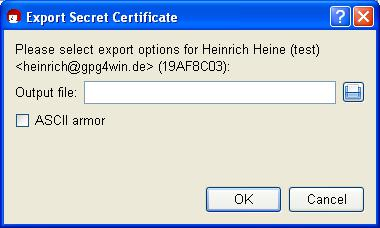 Export Secret Certificate
Please select export options for Heinrich Heine (test)
<heinrich@gpg4win.de> (19AF8C03):
Output file:
ASCII armor
OK Cancel